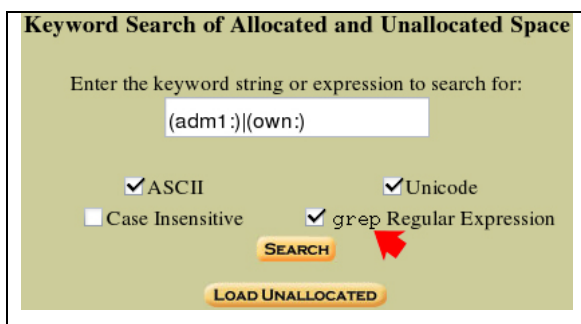 Keyword Search of Allocated and Unallocated Space
Enter the keyword string or expression to search for:
(adm1:)|(own:)
ASCII Unicode
Case Insensitive grep Regular Expression
SEARCH
LOAD UNALLOCATED